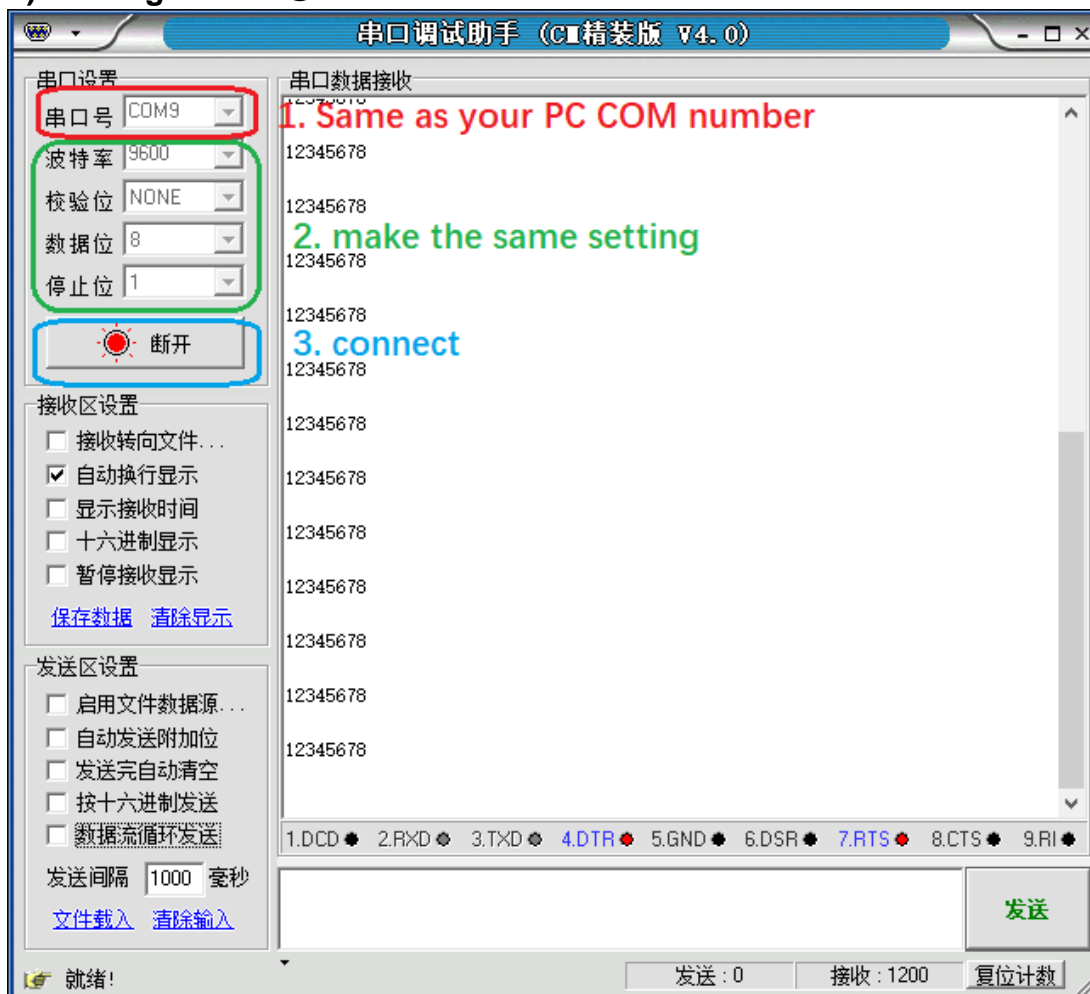 串口调试助手 (CM精装版 V4.0)
串口设置
串口号 COM9
波特率 9600
校验位 NONE
数据位 8
停止位 1
断开
接收区设置
接收转向文件...
自动换行显示
显示接收时间
十六进制显示
暂停接收显示
保存数据 清除显示
发送区设置
启用文件数据源...
自动发送附加位
发送完自动清空
按十六进制发送
数据流循环发送
发送间隔 1000 毫秒
文件载入 清除输入
串口数据接收
1. Same as your PC COM number
12345678
12345678
2. make the same setting
12345678
12345678
3. connect
12345678
12345678
12345678
12345678
12345678
12345678
12345678
12345678
1.DCD 2.RXD 3.TXD 4.DTR 5.GND 6.DSR 7.RTS 8.CTS 9.RI
发送
就绪!
发送:0 接收:1200 复位计数